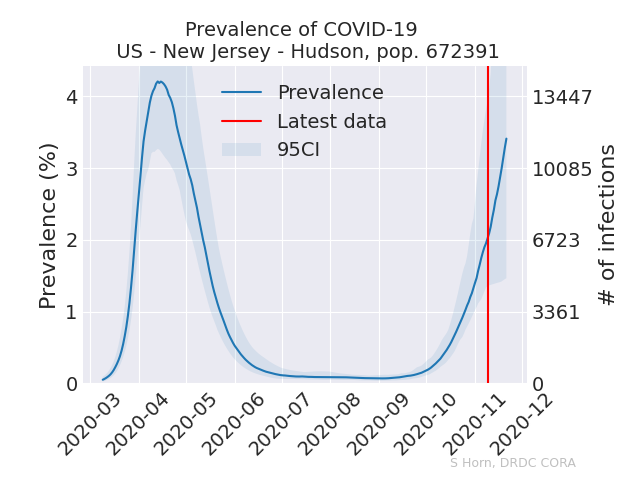 Prevalence of COVID-19
US - New Jersey - Hudson, pop. 672391
Prevalence
Latest data
95CI
Prevalence (%)
4
3
2
1
0
13447
10085
6723
3361
0
# of infections
2020-03
2020-04
2020-05
2020-06
2020-07
2020-08
2020-09
2020-10
2020-11
2020-12
S Horn, DRDC CORA